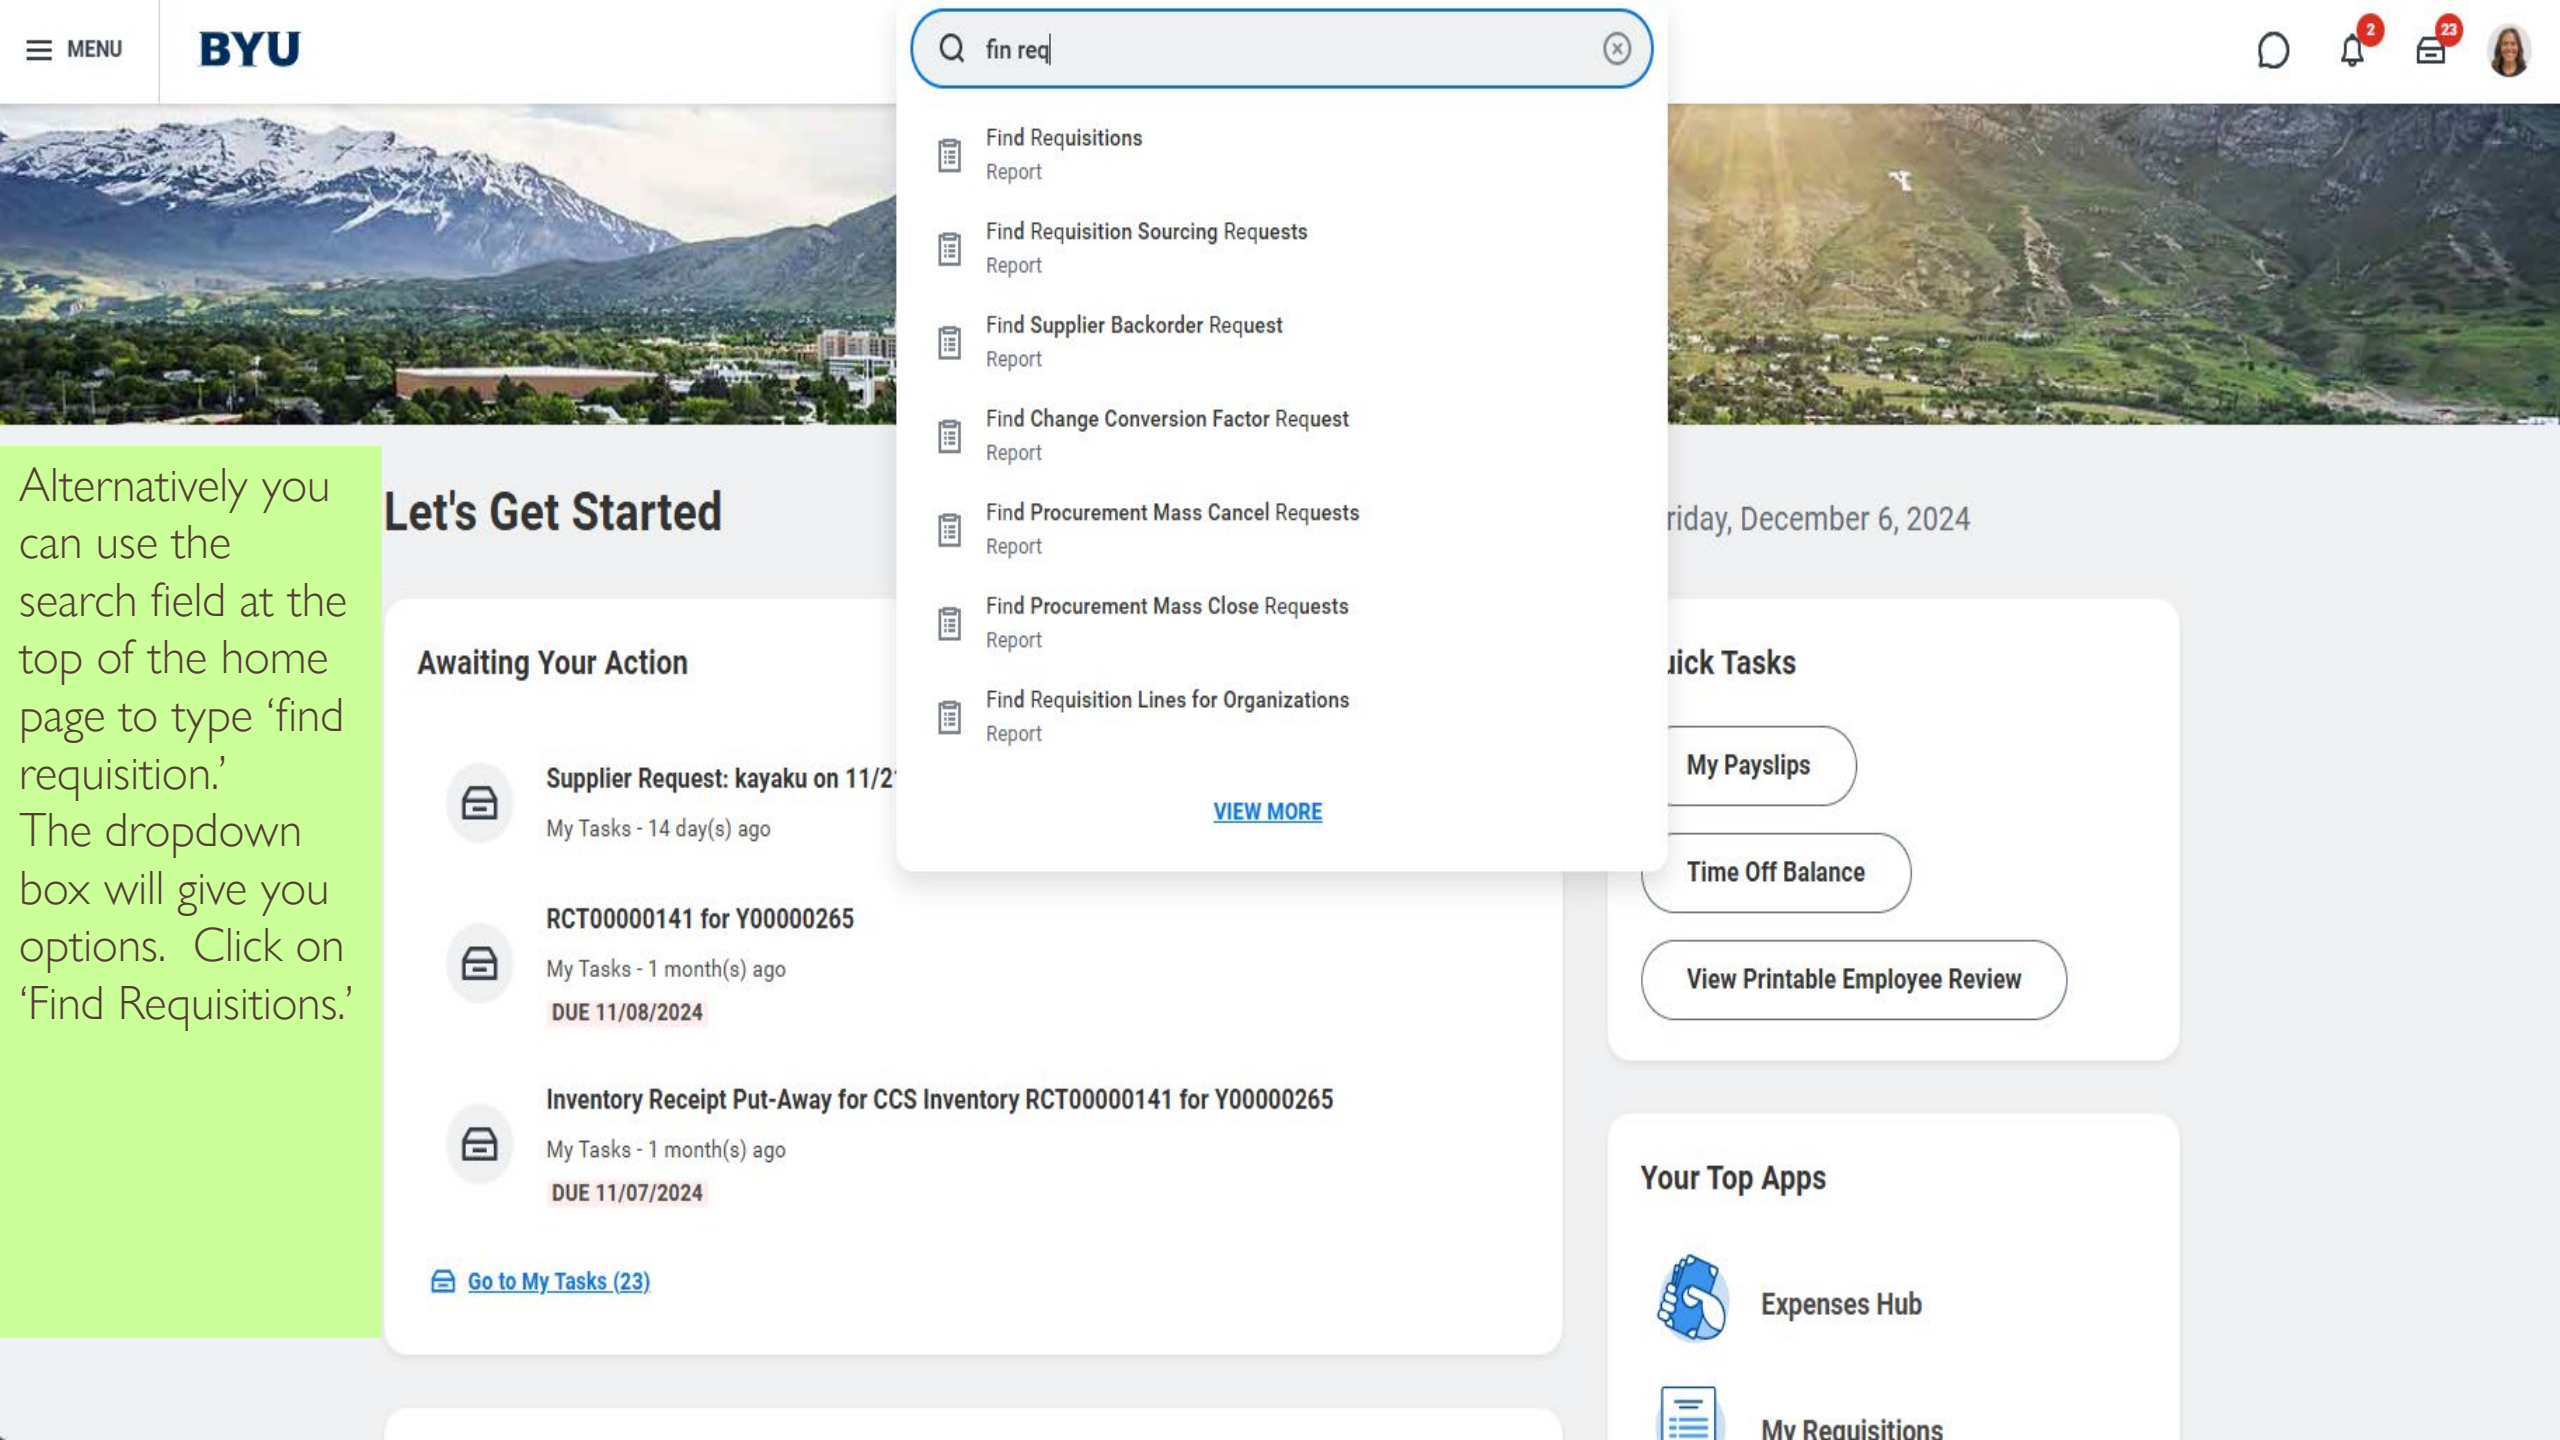 MENU
BYU
fin req
2
23
Find Requisitions
Report
Find Requisition Sourcing Requests
Report
Find Supplier Backorder Request
Report
Find Change Conversion Factor Request
Report
Find Procurement Mass Cancel Requests
Report
Find Procurement Mass Close Requests
Report
Find Requisition Lines for Organizations
Report
VIEW MORE
Alternatively you
can use the
search field at the
top of the home
page to type ‘find
requisition.’
The dropdown
box will give you
options.  Click on
‘Find Requisitions.’
Let's Get Started
riday, December 6, 2024
Awaiting Your Action
Supplier Request: kayaku on 11/2
My Tasks - 14 day(s) ago
RCT00000141 for Y00000265
My Tasks - 1 month(s) ago
DUE 11/08/2024
Inventory Receipt Put-Away for CCS Inventory RCT00000141 for Y00000265
My Tasks - 1 month(s) ago
DUE 11/07/2024
Go to My Tasks (23)
uick Tasks
My Payslips
Time Off Balance
View Printable Employee Review
Your Top Apps
Expenses Hub
My Requisitions